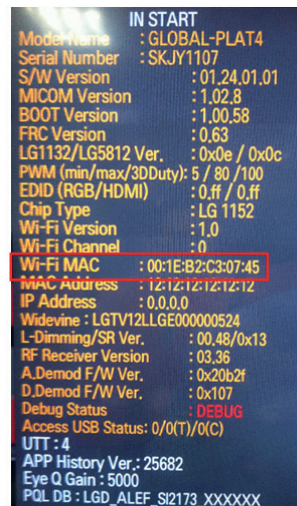 IN START
Model Name : GLOBAL-PLAT4
Serial Number : SKJY1107
S/W Version : 01,24,01,01
MICOM Version : 1,02,8
BOOT Version : 1,00,58
FRC Version : 0,63
LG1132/LG5812 Ver, : 0x0e / 0x0c
PWM (min/max/3DDuty): 5 / 80 /100
EDID (RGB/HDMI) : 0,ff / 0,ff
Chip Type : LG 1152
Wi-Fi Version : 1,0
Wi-Fi Channel : 0
Wi-Fi MAC : 00:1E:B2:C3:07:45
MAC Address : 12:12:12:12:12:12
IP Address : 0,0,0,0
Widevine : LGTV12LLGE000000524
L-Dimming/SR Ver, : 00,48/0x13
RF Receiver Version : 03,36
A,Demod F/W Ver, : 0x20b2f
D,Demod F/W Ver, : 0x107
Debug Status : DEBUG
Access USB Status: 0/0(T)/0(C)
UTT : 4
APP History Ver,: 25682
Eye Q Gain : 5000
PQL DB : LGD_ALEF_SI2173 XXXXXX